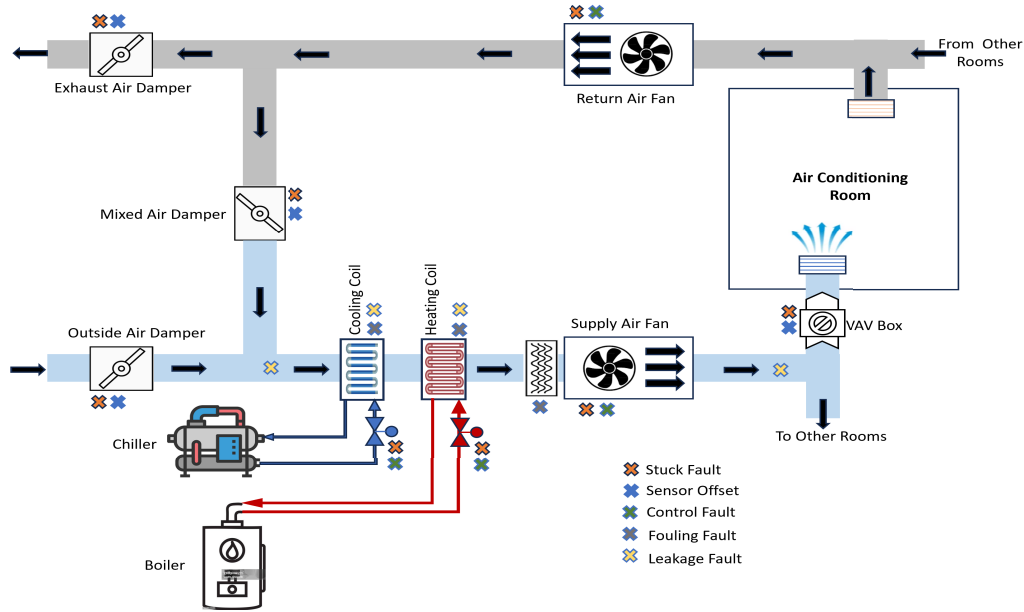 From Other
Rooms
Exhaust Air Damper
Return Air Fan
Air Conditioning
Room
Mixed Air Damper
Cooling Coil
Heating Coil
Outside Air Damper
Supply Air Fan
VAV Box
Chiller
To Other Rooms
Stuck Fault
Sensor Offset
Control Fault
Fouling Fault
Leakage Fault
Boiler